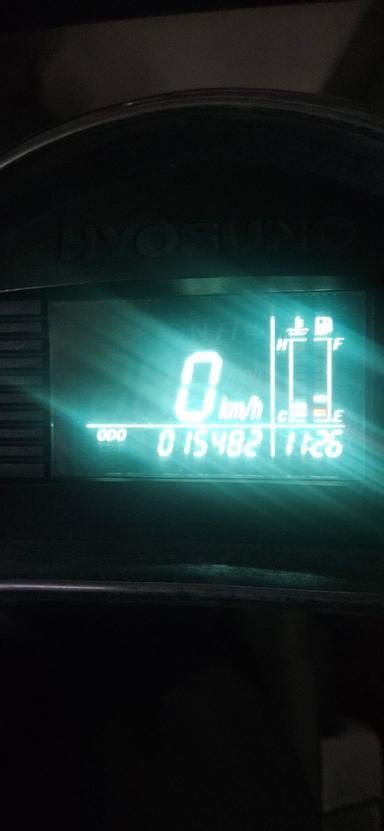 HYOSUNG
H F
0 km/h
C E
ODO 015482 11:26